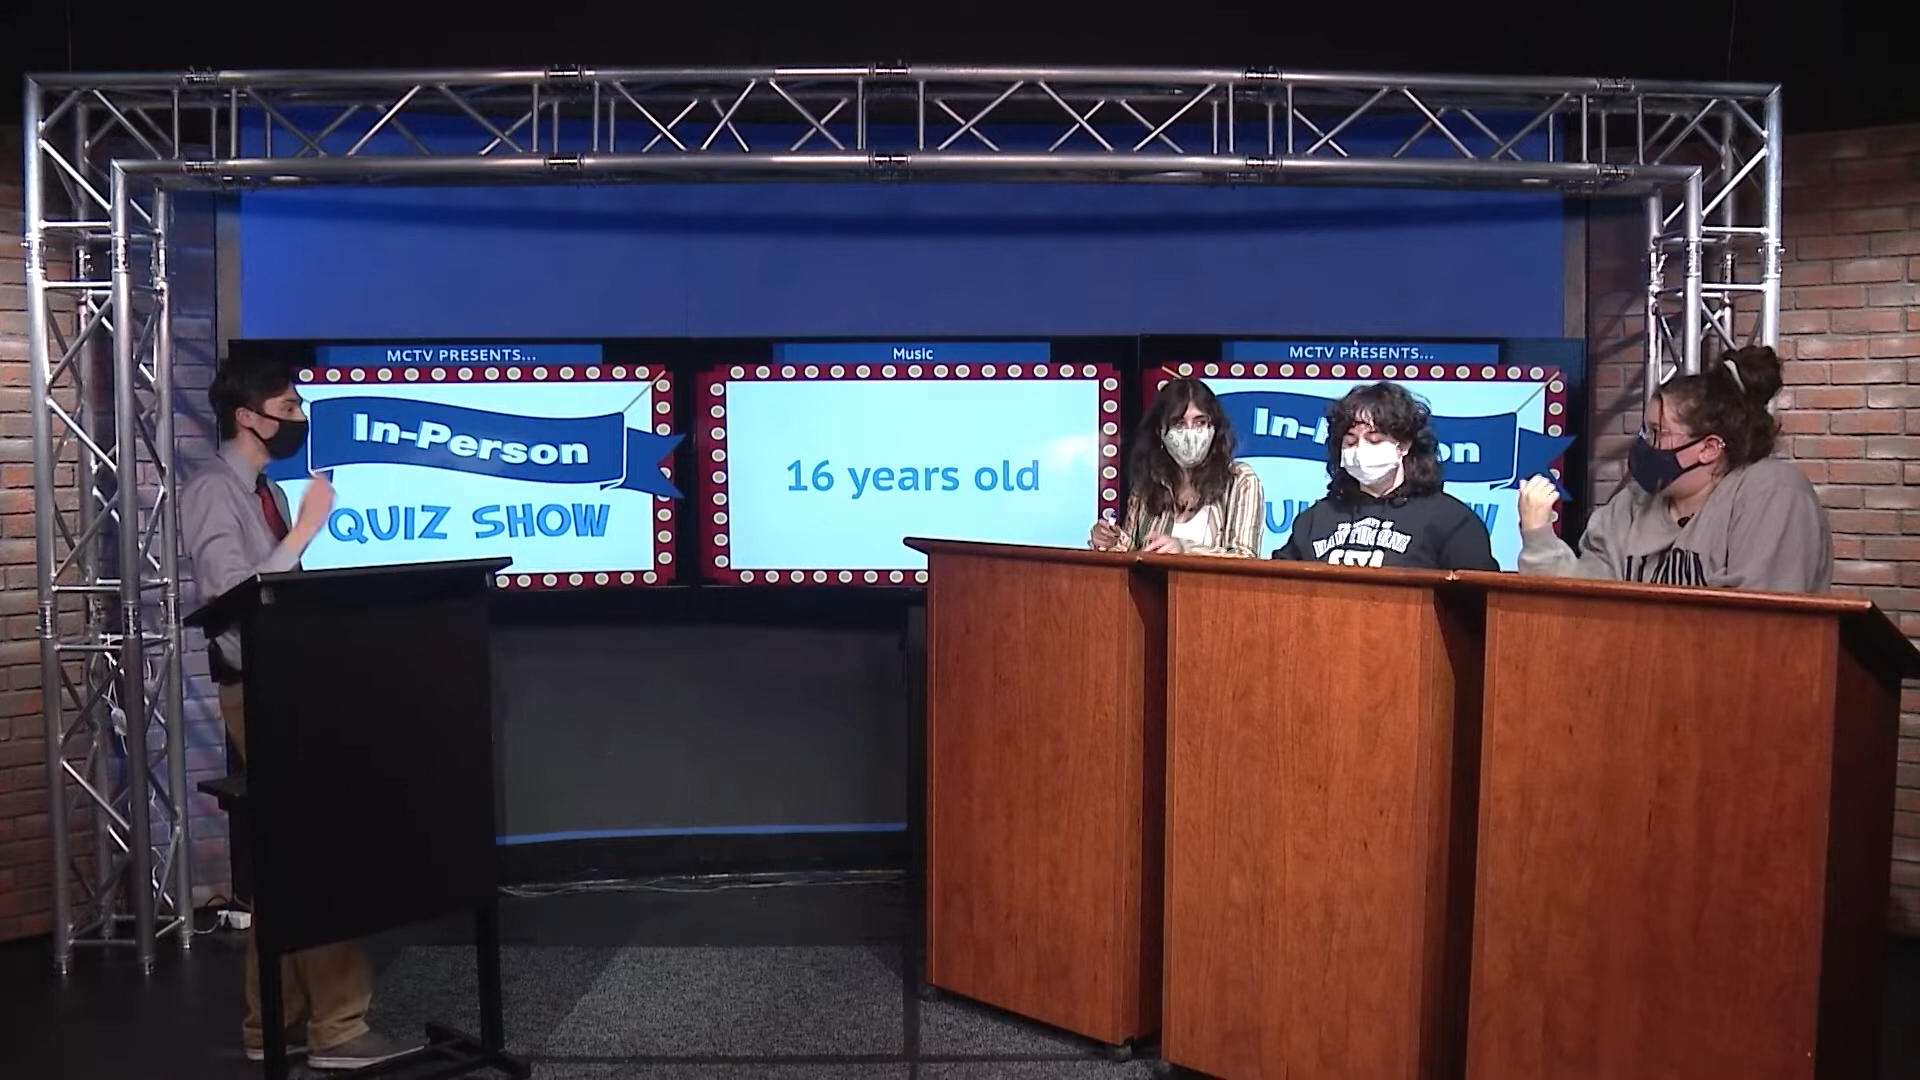 MCTV PRESENTS...
In-Person
QUIZ SHOW
Music
16 years old
MCTV PRESENTS...